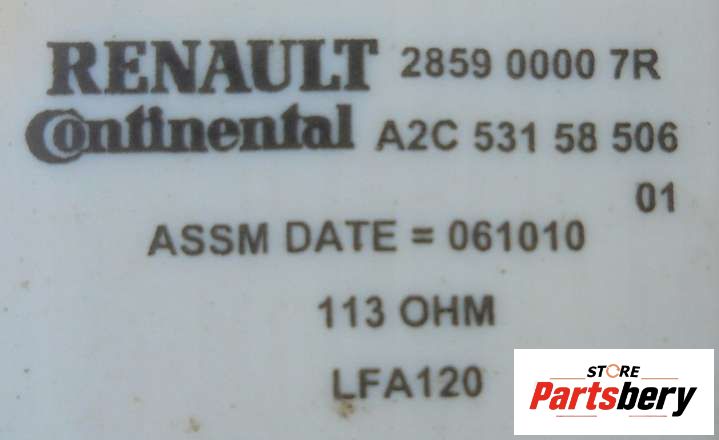 RENAULT 2859 0000 7R
Continental A2C 531 58 506
01
ASSM DATE = 061010
113 OHM
LFA120
STORE
Partsbery